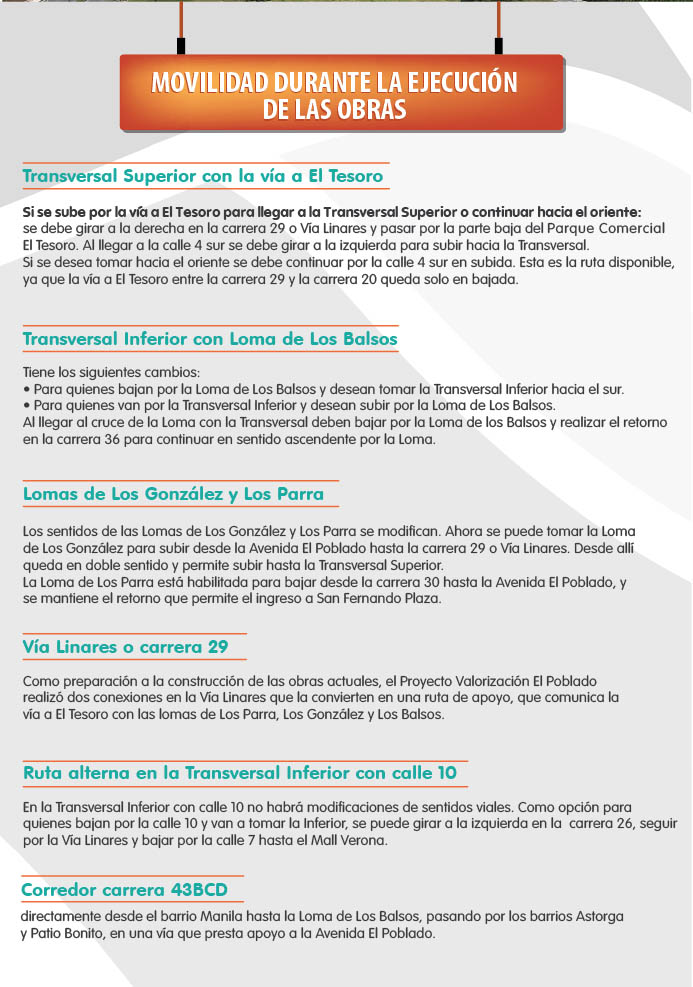 MOVILIDAD DURANTE LA EJECUCIÓN
DE LAS OBRAS
Transversal Superior con la vía a El Tesoro
Si se sube por la vía a El Tesoro para llegar a la Transversal Superior o continuar hacia el oriente:
se debe girar a la derecha en la carrera 29 o Vía Linares y pasar por la parte baja del Parque Comercial
El Tesoro. Al llegar a la calle 4 sur se debe girar a la izquierda para subir hacia la Transversal.
Si se desea tomar hacia el oriente se debe continuar por la calle 4 sur en subida. Esta es la ruta disponible,
ya que la vía a El Tesoro entre la carrera 29 y la carrera 20 queda solo en bajada.
Transversal Inferior con Loma de Los Balsos
Tiene los siguientes cambios:
• Para quienes bajan por la Loma de Los Balsos y desean tomar la Transversal Inferior hacia el sur.
• Para quienes van por la Transversal Inferior y desean subir por la Loma de Los Balsos.
Al llegar al cruce de la Loma con la Transversal deben bajar por la Loma de los Balsos y realizar el retorno
en la carrera 36 para continuar en sentido ascendente por la Loma.
Lomas de Los González y Los Parra
Los sentidos de las Lomas de Los González y Los Parra se modifican. Ahora se puede tomar la Loma
de Los González para subir desde la Avenida El Poblado hasta la carrera 29 o Vía Linares. Desde allí
queda en doble sentido y permite subir hasta la Transversal Superior.
La Loma de Los Parra está habilitada para bajar desde la carrera 30 hasta la Avenida El Poblado, y
se mantiene el retorno que permite el ingreso a San Fernando Plaza.
Vía Linares o carrera 29
Como preparación a la construcción de las obras actuales, el Proyecto Valorización El Poblado
realizó dos conexiones en la Vía Linares que la convierten en una ruta de apoyo, que comunica la
vía a El Tesoro con las lomas de Los Parra, Los González y Los Balsos.
Ruta alterna en la Transversal Inferior con calle 10
En la Transversal Inferior con calle 10 no habrá modificaciones de sentidos viales. Como opción para
quienes bajan por la calle 10 y van a tomar la Inferior, se puede girar a la izquierda en la carrera 26, seguir
por la Vía Linares y bajar por la calle 7 hasta el Mall Verona.
Corredor carrera 43BCD
directamente desde el barrio Manila hasta la Loma de Los Balsos, pasando por los barrios Astorga
y Patio Bonito, en una vía que presta apoyo a la Avenida El Poblado.